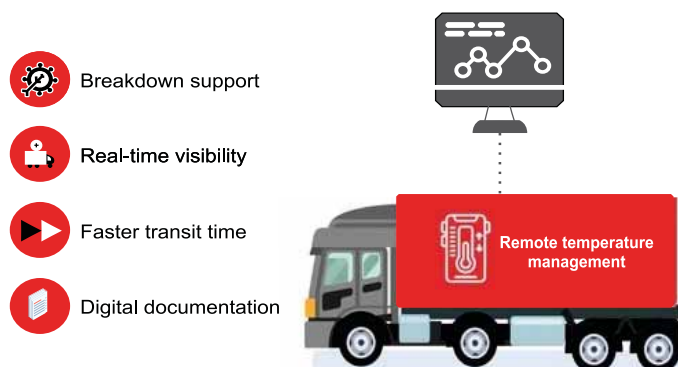 Breakdown support
Real-time visibility
Faster transit time
Digital documentation
Remote temperature
management